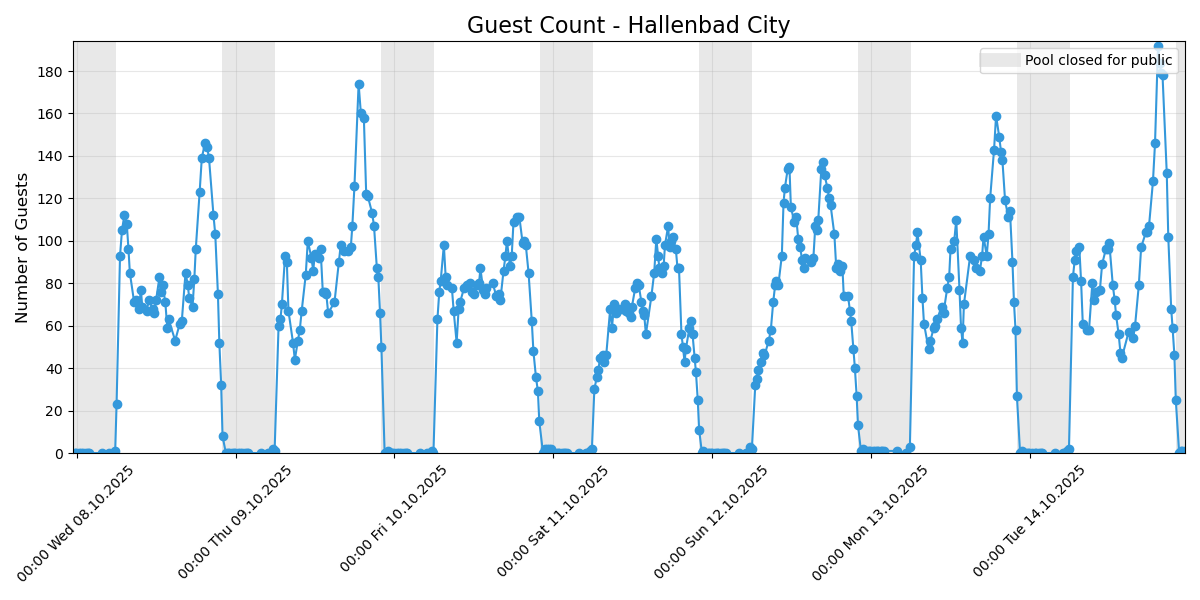 Guest Count - Hallenbad City
Pool closed for public
Number of Guests
180
160
140
120
100
80
60
40
20
0
00:00 Wed 08.10.2025
00:00 Thu 09.10.2025
00:00 Fri 10.10.2025
00:00 Sat 11.10.2025
00:00 Sun 12.10.2025
00:00 Mon 13.10.2025
00:00 Tue 14.10.2025